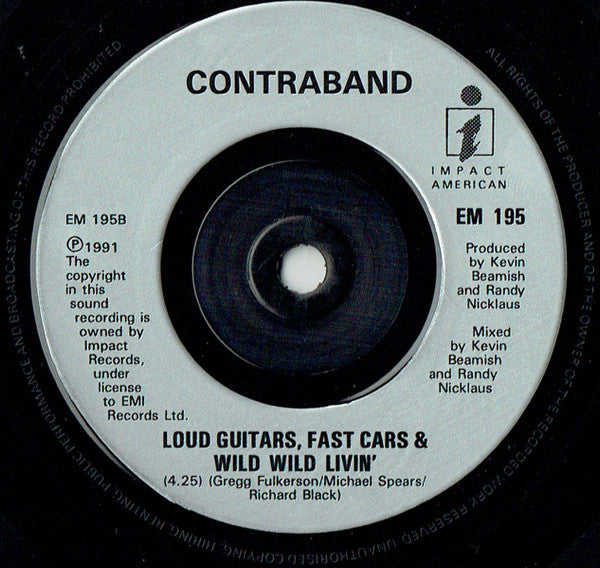 CONTRABAND
i
IMPACT
AMERICAN
EM 195B
℗1991
The
copyright
in this
sound
recording is
owned by
Impact
Records,
under
license
to EMI
Records Ltd.
EM 195
Produced
by Kevin
Beamish
and Randy
Nicklaus
Mixed
by Kevin
Beamish
and Randy
Nicklaus
LOUD GUITARS, FAST CARS &
WILD WILD LIVIN'
(4.25) (Gregg Fulkerson/Michael Spears/
Richard Black)
ALL RIGHTS OF THE PRODUCER AND OF THE OWNER OF THE RECORDED WORK RESERVED. UNAUTHORISED COPYING, HIRING, RENTING, PUBLIC PERFORMANCE AND BROADCASTING OF THIS RECORD PROHIBITED.